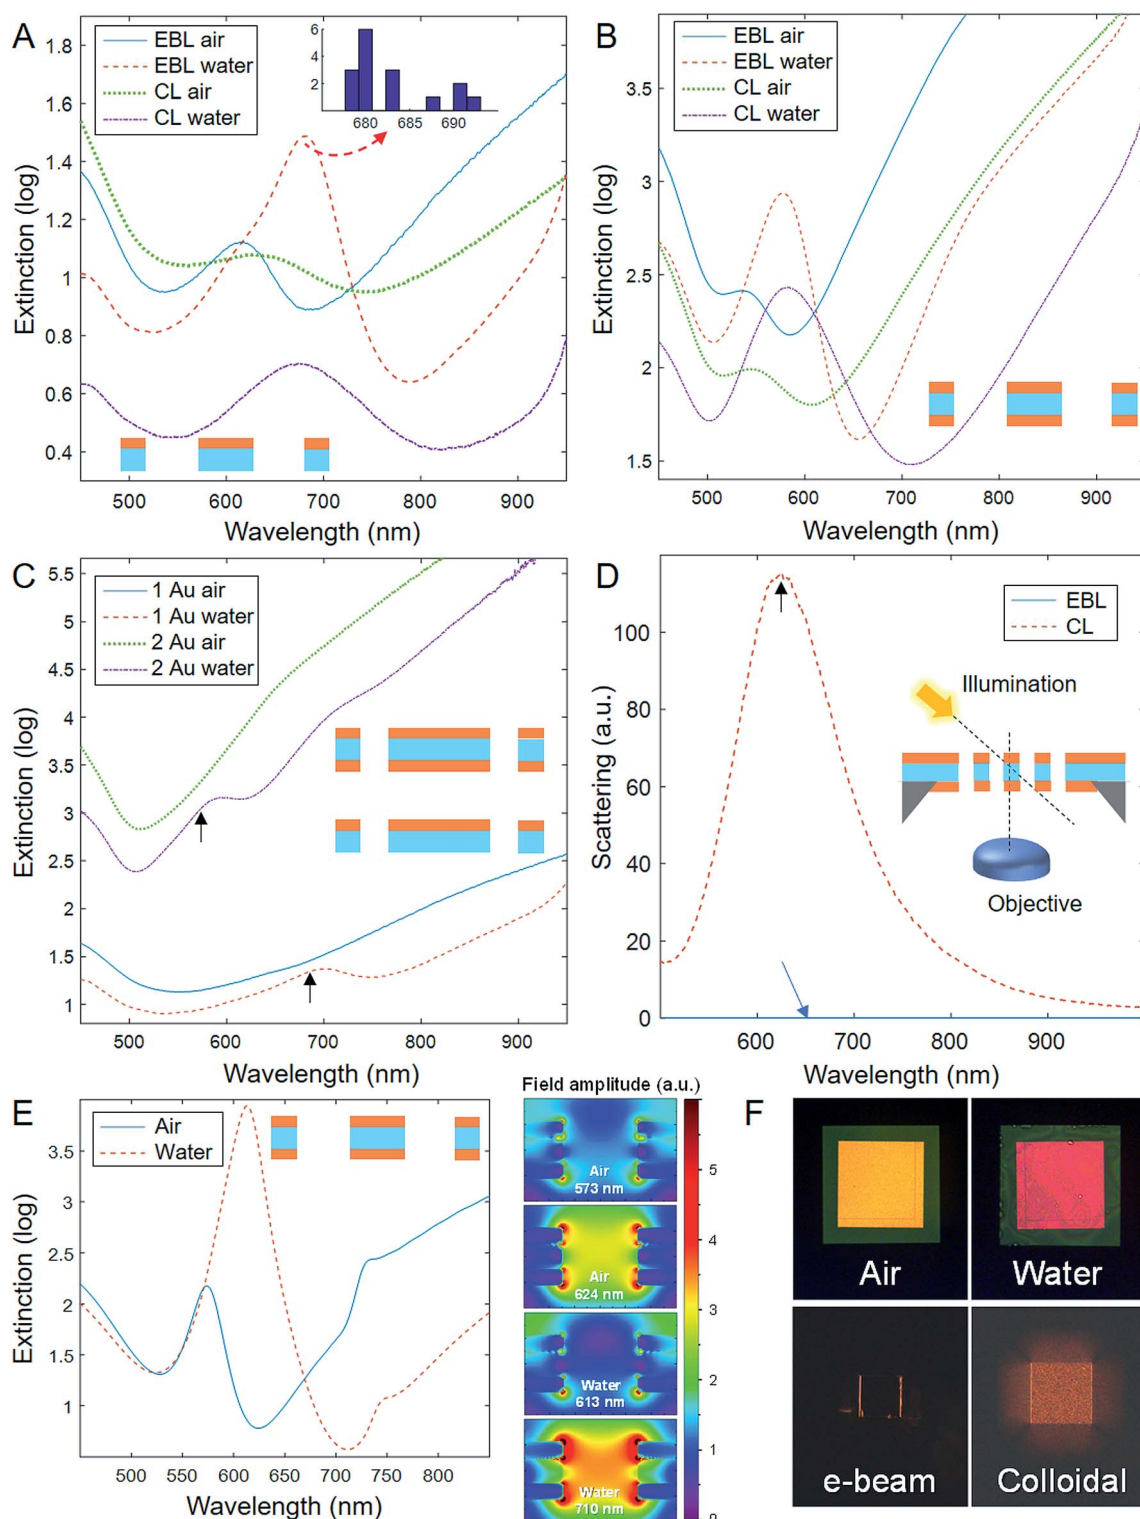 A
EBL air
EBL water
CL air
CL water
6
4
2
680 685 690
1.8
1.6
1.4
1.2
1
0.8
0.6
0.4
Extinction (log)
500 600 700 800 900
Wavelength (nm)
B
EBL air
EBL water
CL air
CL water
3.5
3
2.5
2
1.5
Extinction (log)
500 600 700 800 900
Wavelength (nm)
C
1 Au air
1 Au water
2 Au air
2 Au water
5.5
5
4.5
4
3.5
3
2.5
2
1.5
1
Extinction (log)
500 600 700 800 900
Wavelength (nm)
D
EBL
CL
Illumination
Objective
100
80
60
40
20
0
Scattering (a.u.)
600 700 800 900
Wavelength (nm)
E
Air
Water
3.5
3
2.5
2
1.5
1
Extinction (log)
500 550 600 650 700 750 800
Wavelength (nm)
Field amplitude (a.u.)
Air
573 nm
Air
624 nm
Water
613 nm
Water
710 nm
5
4
3
2
1
0
F
Air
Water
e-beam
Colloidal